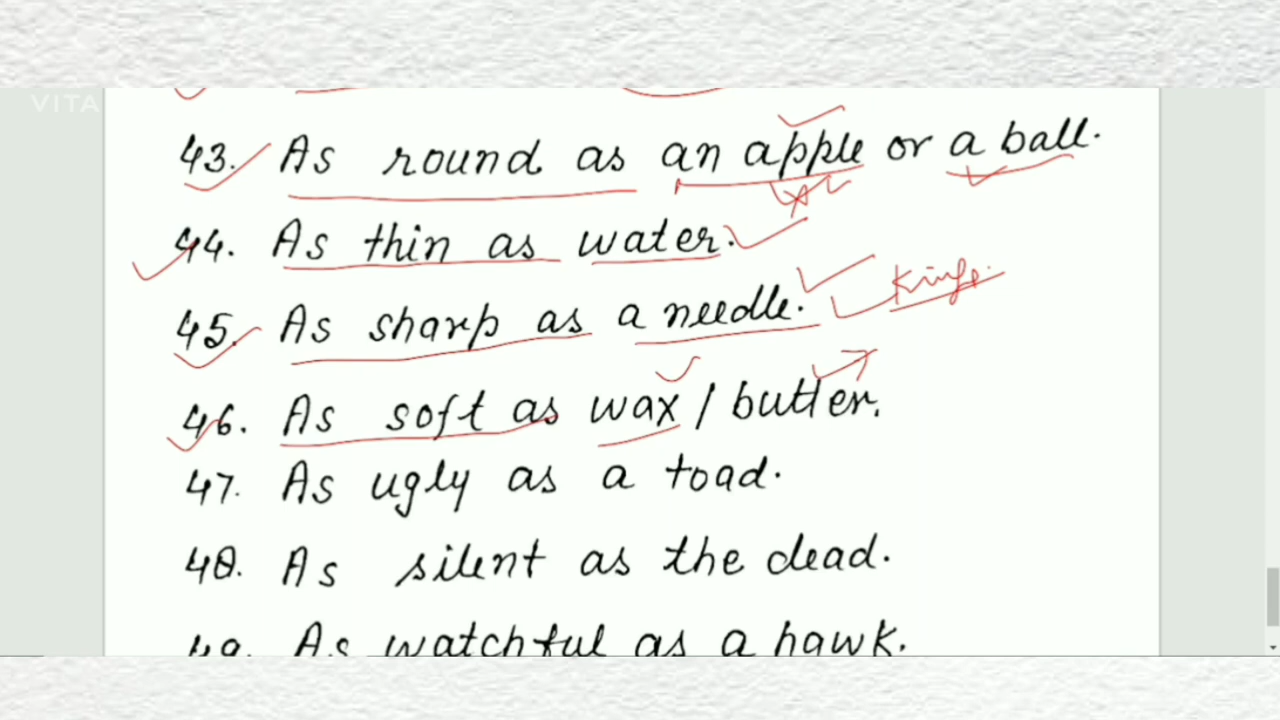 VITA
43. As round as an apple or a ball.
44. As thin as water.
45. As sharp as a needle.
46. As soft as wax / butter.
47. As ugly as a toad.
48. As silent as the dead.
49. As watchful as a hawk.